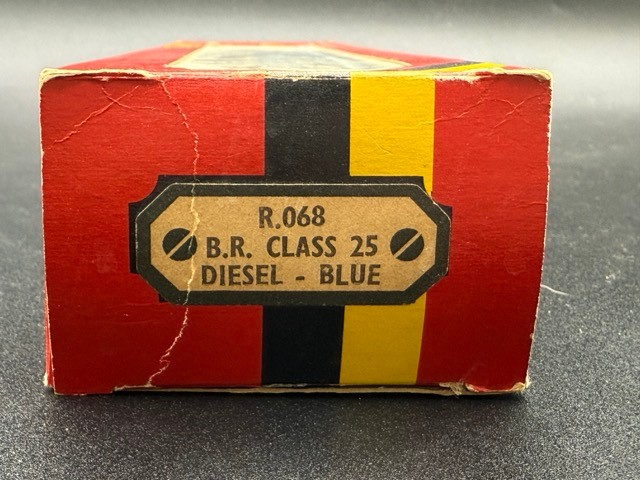 R.068
B.R. CLASS 25
DIESEL - BLUE